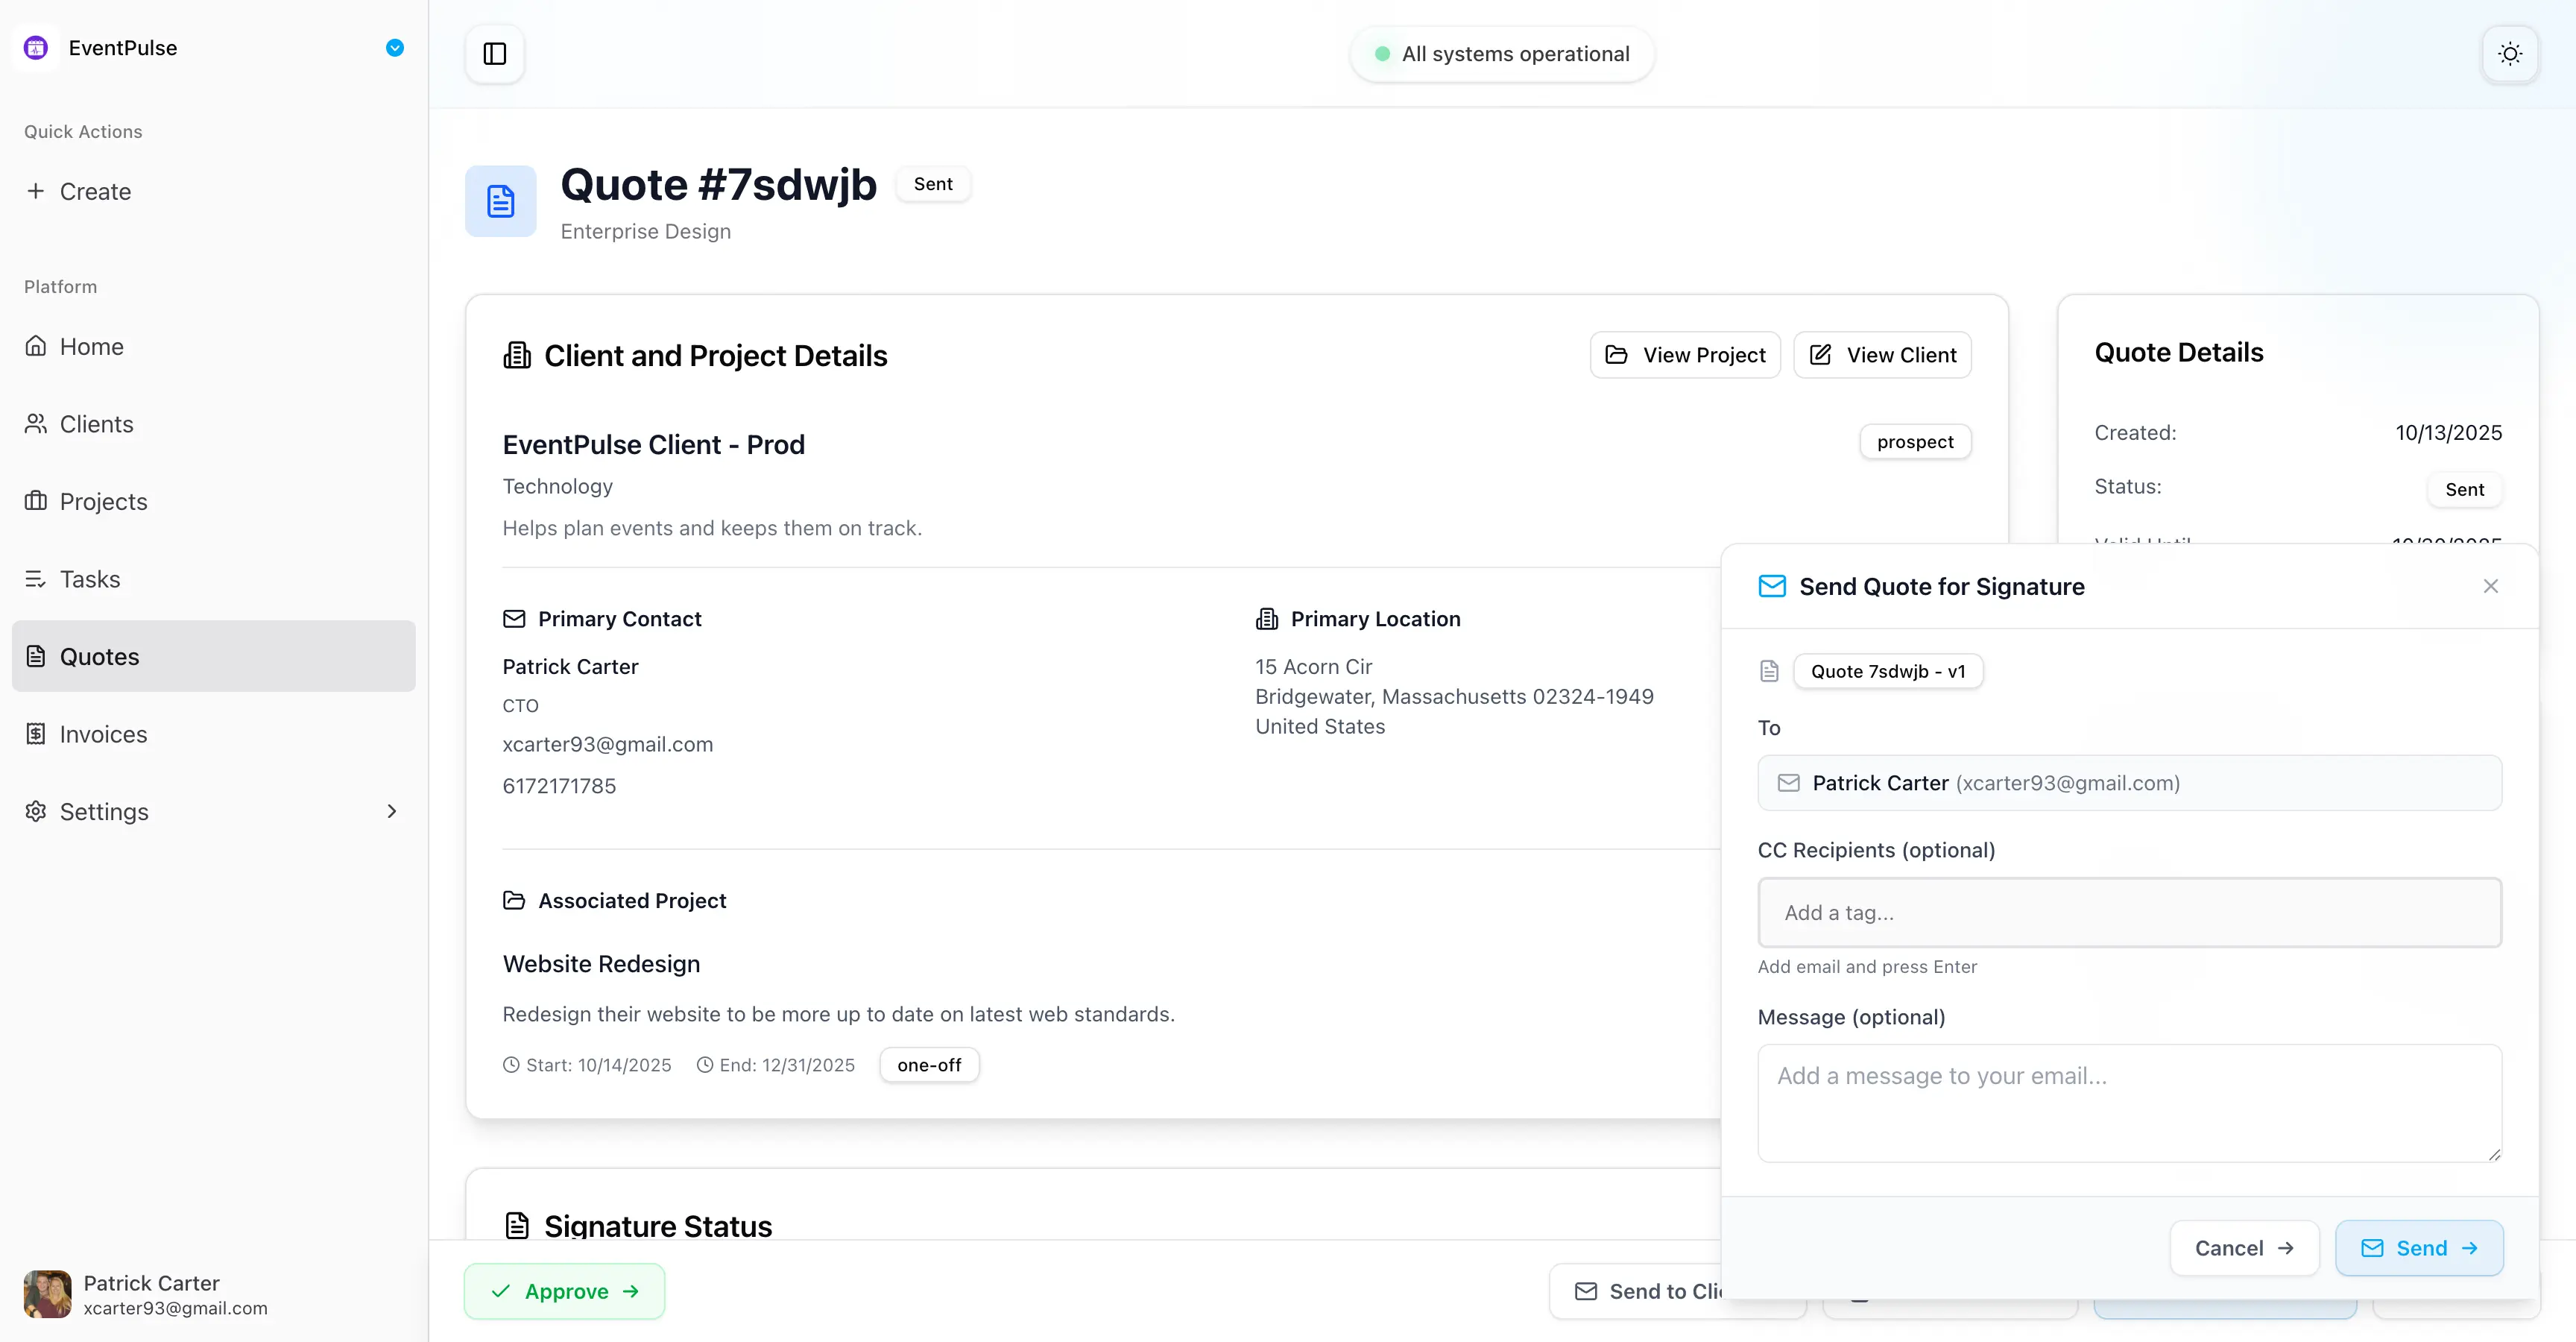 EventPulse
Quick Actions
Create
Platform
Home
Clients
Projects
Tasks
Quotes
Invoices
Settings
Patrick Carter
xcarter93@gmail.com
All systems operational
Quote #7sdwjb
Sent
Enterprise Design
Client and Project Details
View Project
View Client
EventPulse Client - Prod
prospect
Technology
Helps plan events and keeps them on track.
Primary Contact
Patrick Carter
CTO
xcarter93@gmail.com
6172171785
Primary Location
15 Acorn Cir
Bridgewater, Massachusetts 02324-1949
United States
Associated Project
Website Redesign
Redesign their website to be more up to date on latest web standards.
Start: 10/14/2025
End: 12/31/2025
one-off
Signature Status
Approve
Send to
Quote Details
Created:
10/13/2025
Status:
Sent
Send Quote for Signature
Quote 7sdwjb - v1
To
Patrick Carter (xcarter93@gmail.com)
CC Recipients (optional)
Add a tag...
Add email and press Enter
Message (optional)
Add a message to your email...
Cancel
Send